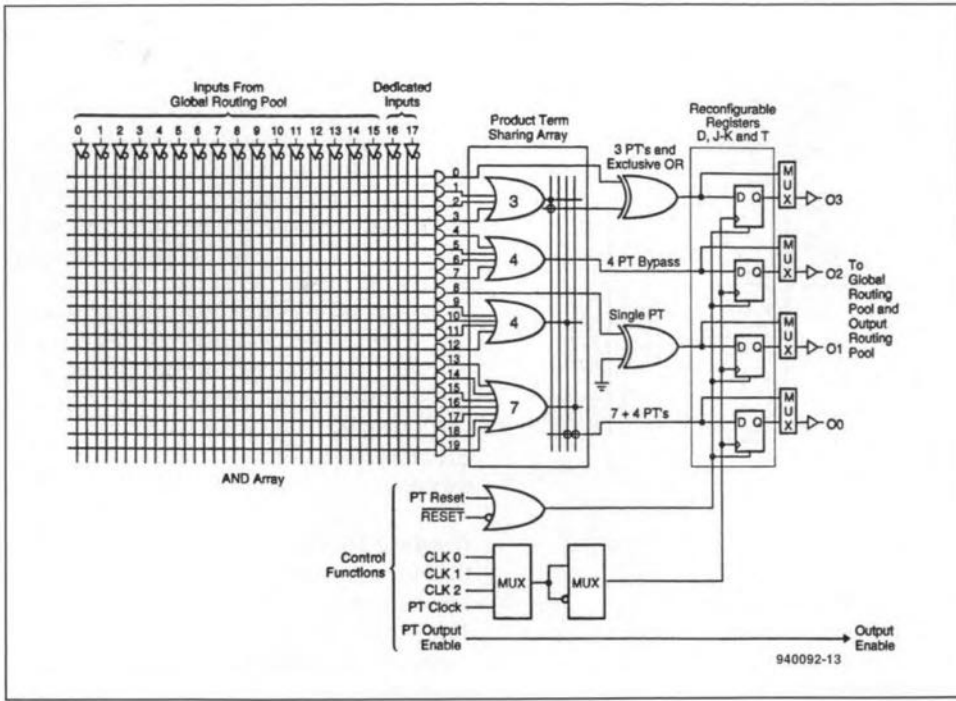 Inputs From
Global Routing Pool
Dedicated
Inputs
0 1 2 3 4 5 6 7 8 9 10 11 12 13 14 15 16 17
Product Term
Sharing Array
Reconfigurable
Registers
D, J-K and T
3 PT's and
Exclusive OR
0
1
2
3
4
5
6
7
8
9
10
11
12
13
14
15
16
17
18
19
3
4
4
7
4 PT Bypass
Single PT
7 + 4 PT's
D Q
MUX
O3
D Q
MUX
O2
D Q
MUX
O1
D Q
MUX
O0
To
Global
Routing
Pool and
Output
Routing
Pool
AND Array
Control
Functions
PT Reset
RESET
CLK 0
CLK 1
CLK 2
PT Clock
MUX
MUX
PT Output
Enable
Output
Enable
940092-13